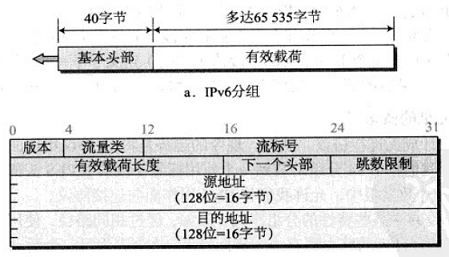 40字节 多达65 535字节
基本头部 有效载荷
a．IPv6分组
0 4 12 16 24 31
版本 流量类 流标号
有效载荷长度 下一个头部 跳数限制
源地址
(128位=16字节)
目的地址
(128位=16字节)